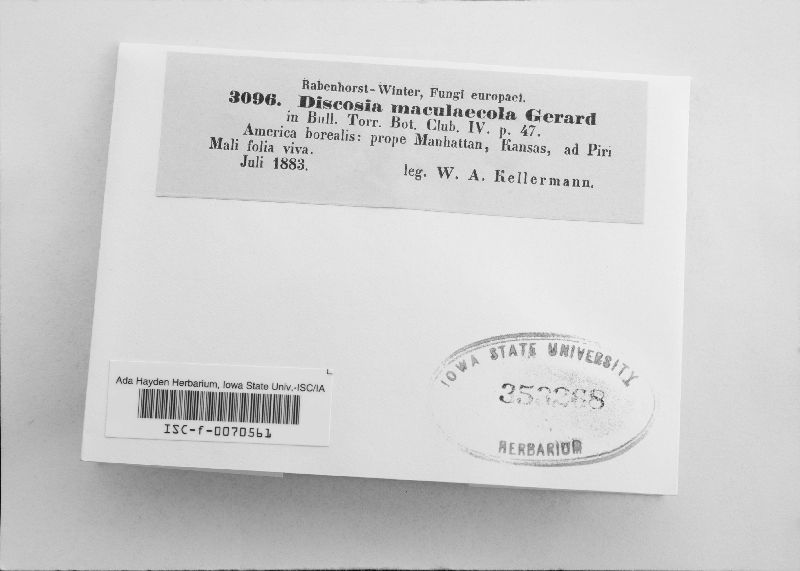 Rabenhorst-Winter, Fungi europaei.
3096. Discosia maculaecola Gerard
in Bull. Torr. Bot. Club. IV. p. 47.
America borealis: prope Manhattan, Kansas, ad Piri
Mali folia viva.
Juli 1883. leg. W. A. Kellermann.
IOWA STATE UNIVERSITY
HERBARIUM
Ada Hayden Herbarium, Iowa State Univ.-ISC/IA
ISC-f-0070561